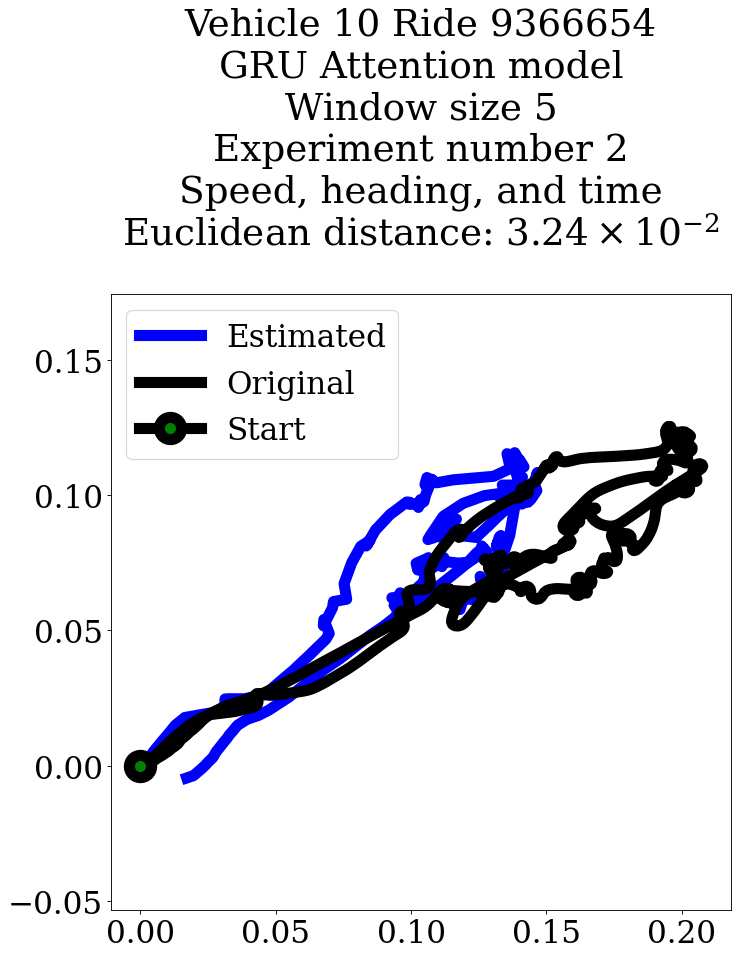 Vehicle 10 Ride 9366654
GRU Attention model
Window size 5
Experiment number 2
Speed, heading, and time
Euclidean distance: 3.24 × 10⁻²
Estimated
Original
Start
0.15
0.10
0.05
0.00
−0.05
0.00 0.05 0.10 0.15 0.20